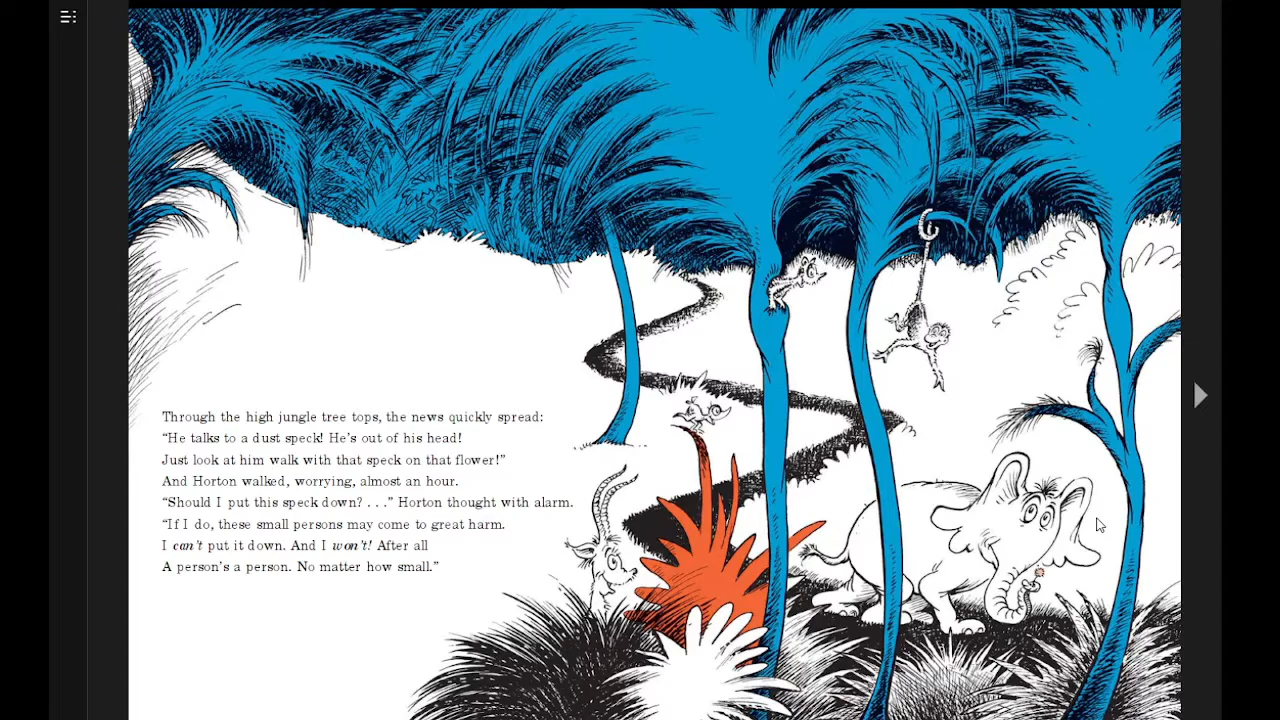 Through the high jungle tree tops, the news quickly spread:
“He talks to a dust speck! He’s out of his head!
Just look at him walk with that speck on that flower!”
And Horton walked, worrying, almost an hour.
“Should I put this speck down? . . .” Horton thought with alarm.
“If I do, these small persons may come to great harm.
I can’t put it down. And I won’t! After all
A person’s a person. No matter how small.”